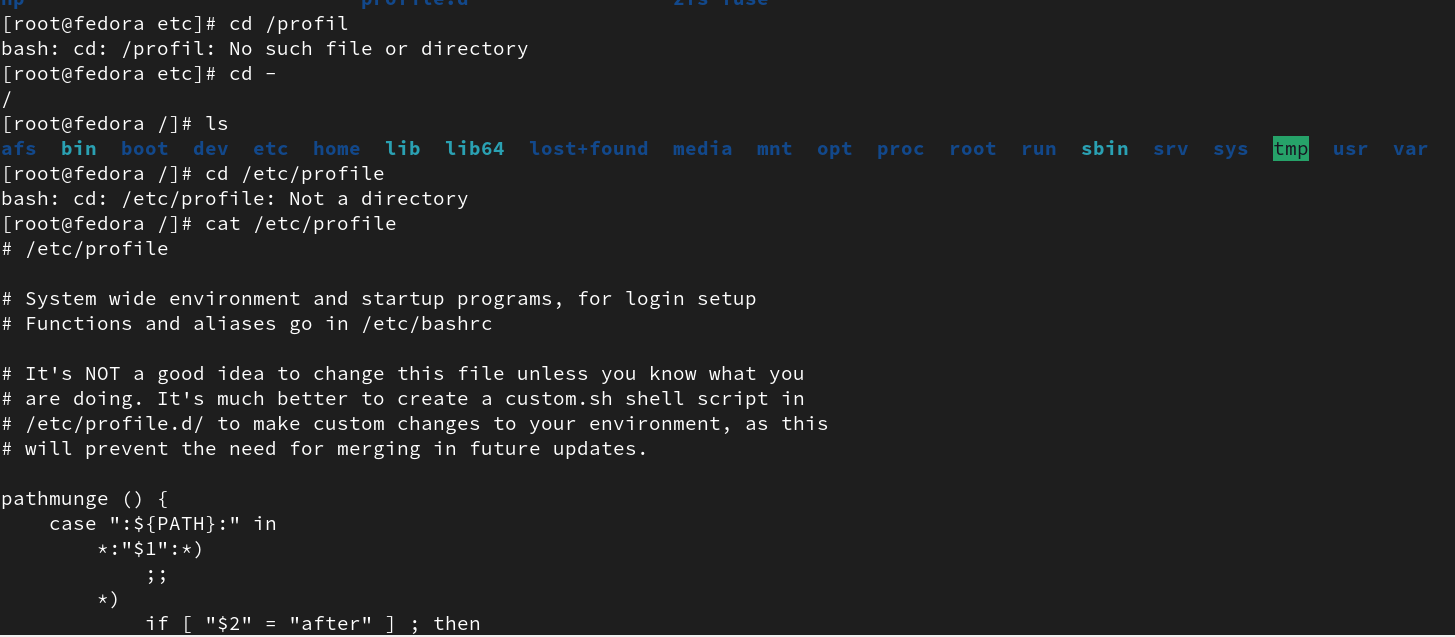 profile.d
[root@fedora etc]# cd /profil
bash: cd: /profil: No such file or directory
[root@fedora etc]# cd -
/
[root@fedora /]# ls
afs  bin  boot  dev  etc  home  lib  lib64  lost+found  media  mnt  opt  proc  root  run  sbin  srv  sys  tmp  usr  var
[root@fedora /]# cd /etc/profile
bash: cd: /etc/profile: Not a directory
[root@fedora /]# cat /etc/profile
# /etc/profile

# System wide environment and startup programs, for login setup
# Functions and aliases go in /etc/bashrc

# It's NOT a good idea to change this file unless you know what you
# are doing. It's much better to create a custom.sh shell script in
# /etc/profile.d/ to make custom changes to your environment, as this
# will prevent the need for merging in future updates.

pathmunge () {
    case ":${PATH}:" in
        *:"$1":*)
            ;;
        *)
            if [ "$2" = "after" ] ; then